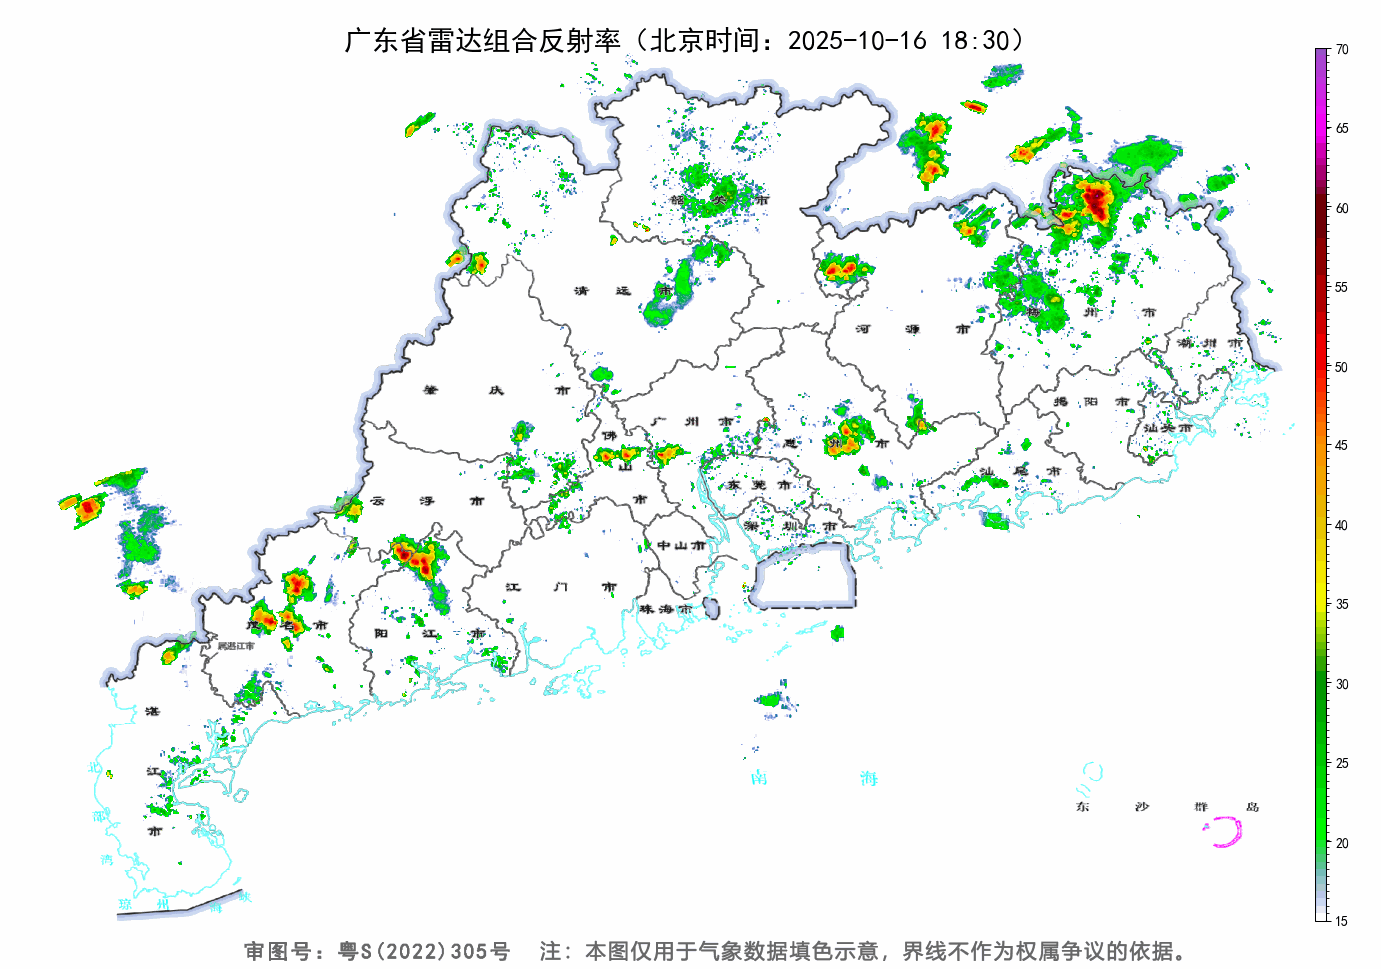 广东省雷达组合反射率（北京时间：2025-10-16 18:30）
70
65
60
55
50
45
40
35
30
25
20
15
韶关市
清远市
河源市
梅州市
潮州市
肇庆市
广州市
揭阳市
汕头市
佛山市
惠州市
云浮市
东莞市
汕尾市
深圳市
中山市
江门市
珠海市
茂名市
阳江市
属湛江市
湛江市
北部湾
南海
东沙群岛
琼州海峡
审图号：粤S(2022)305号 注：本图仅用于气象数据填色示意，界线不作为权属争议的依据。